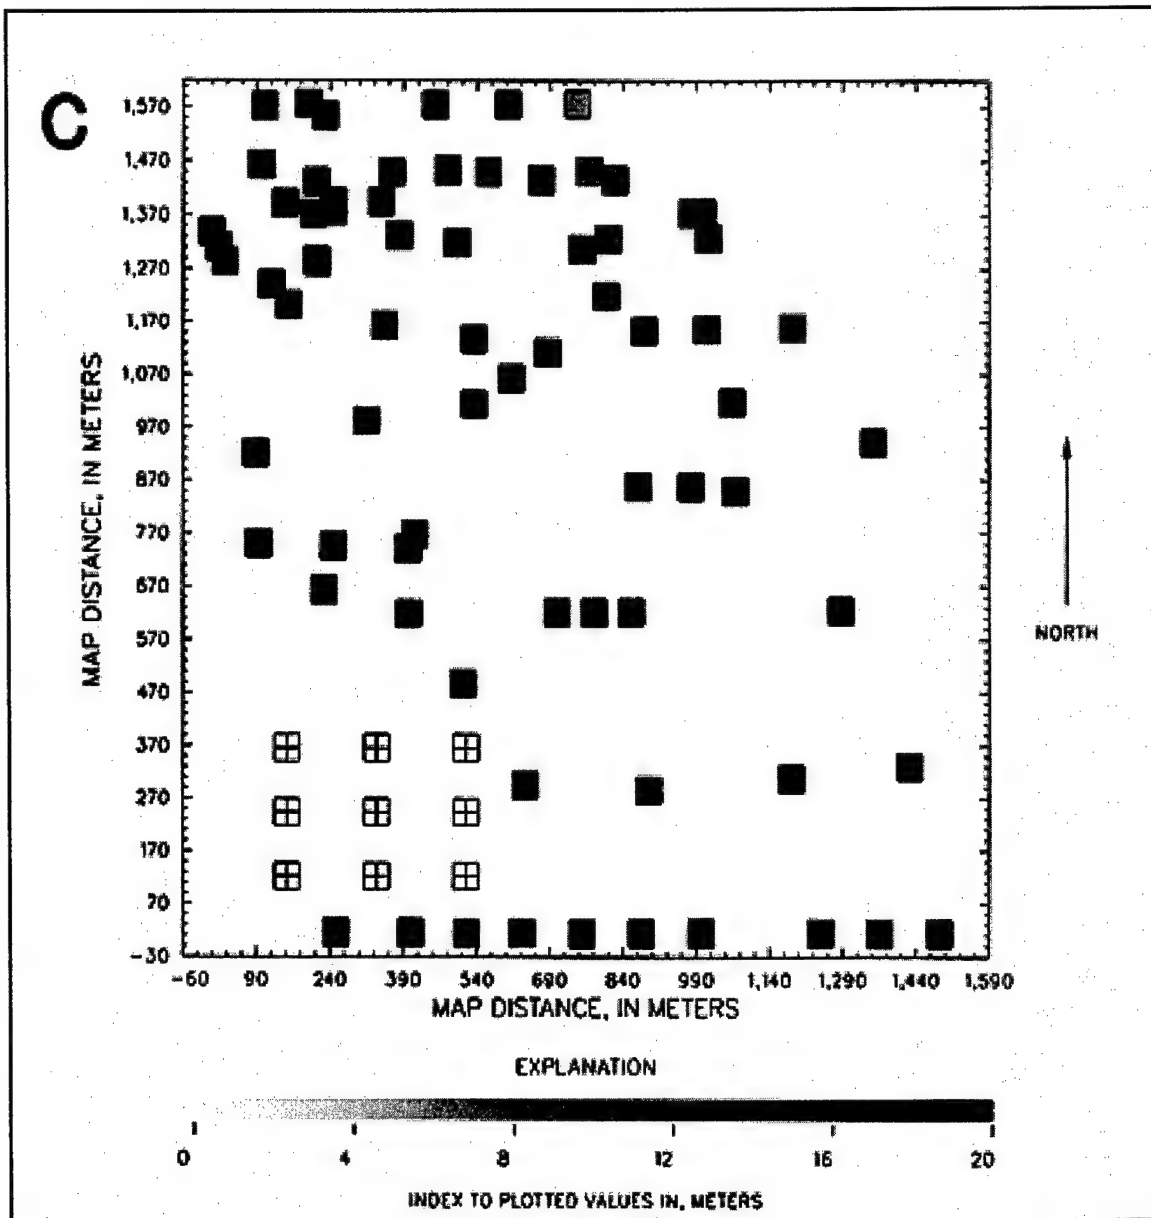 C
1,570
1,470
1,370
1,270
1,170
1,070
970
870
770
670
570
470
370
270
170
70
-30
MAP DISTANCE, IN METERS
-60 90 240 390 540 690 840 990 1,140 1,290 1,440 1,590
MAP DISTANCE, IN METERS
NORTH
EXPLANATION
0 4 8 12 16 20
INDEX TO PLOTTED VALUES IN, METERS